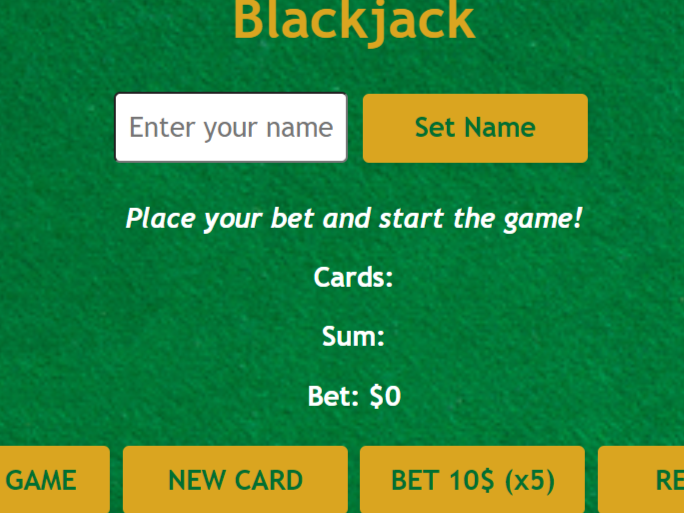 Blackjack
Enter your name Set Name
Place your bet and start the game!
Cards:
Sum:
Bet: $0
GAME NEW CARD BET 10$ (x5) RE